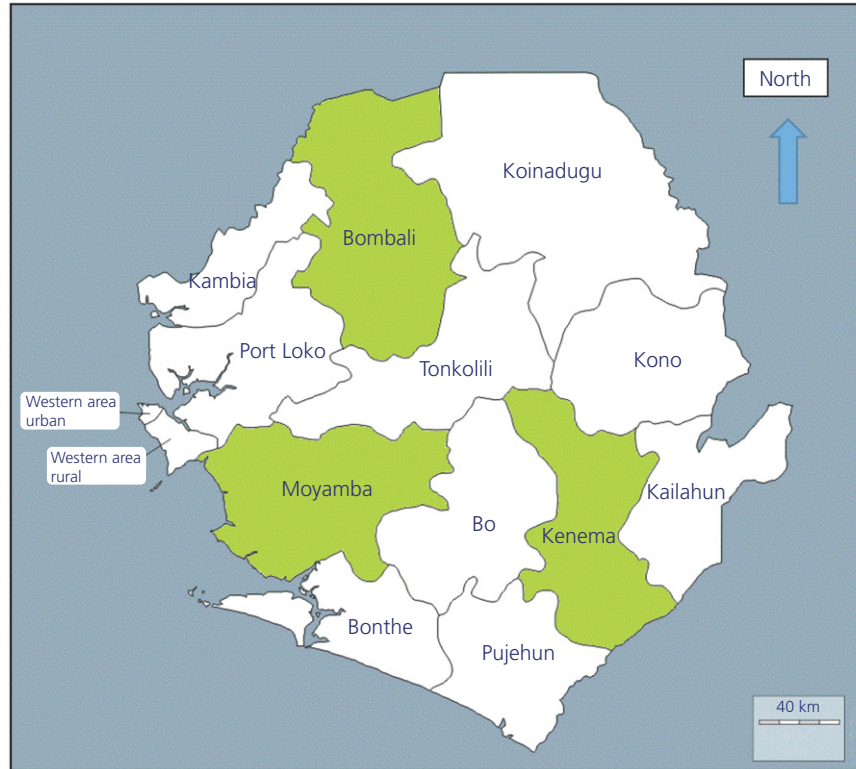 North
Koinadugu
Bombali
Kambia
Port Loko
Tonkolili
Kono
Western area
urban
Western area
rural
Moyamba
Bo
Kenema
Kailahun
Bonthe
Pujehun
40 km